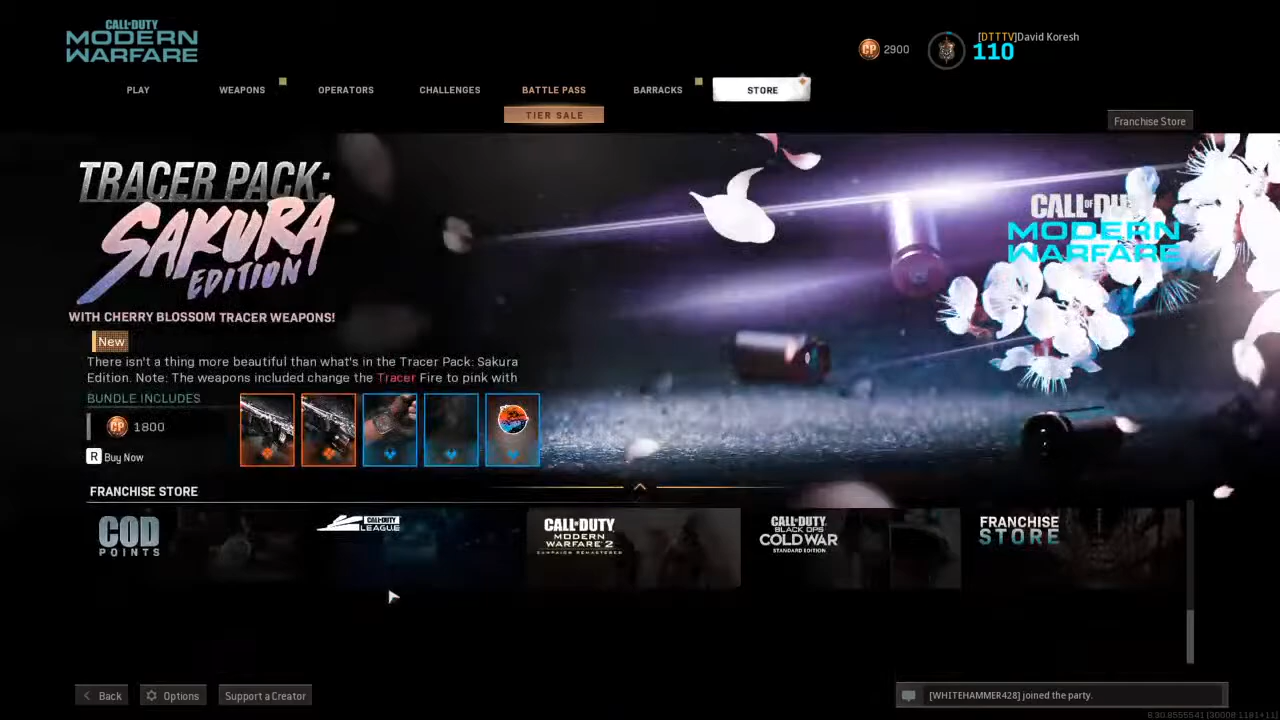 CALL OF DUTY
MODERN
WARFARE
CP 2900
[DTTTV]David Koresh
110
PLAY
WEAPONS
OPERATORS
CHALLENGES
BATTLE PASS
BARRACKS
STORE
TIER SALE
Franchise Store
TRACER PACK:
SAKURA
EDITION
WITH CHERRY BLOSSOM TRACER WEAPONS!
CALL OF DUTY
MODERN
WARFARE
New
There isn't a thing more beautiful than what's in the Tracer Pack: Sakura
Edition. Note: The weapons included change the Tracer Fire to pink with
BUNDLE INCLUDES
CP 1800
R Buy Now
FRANCHISE STORE
COD
POINTS
CALL OF DUTY
LEAGUE
CALL OF DUTY
MODERN
WARFARE 2
CAMPAIGN REMASTERED
CALL OF DUTY
BLACK OPS
COLD WAR
STANDARD EDITION
FRANCHISE
STORE
Back
Options
Support a Creator
[WHITEHAMMER428] joined the party.